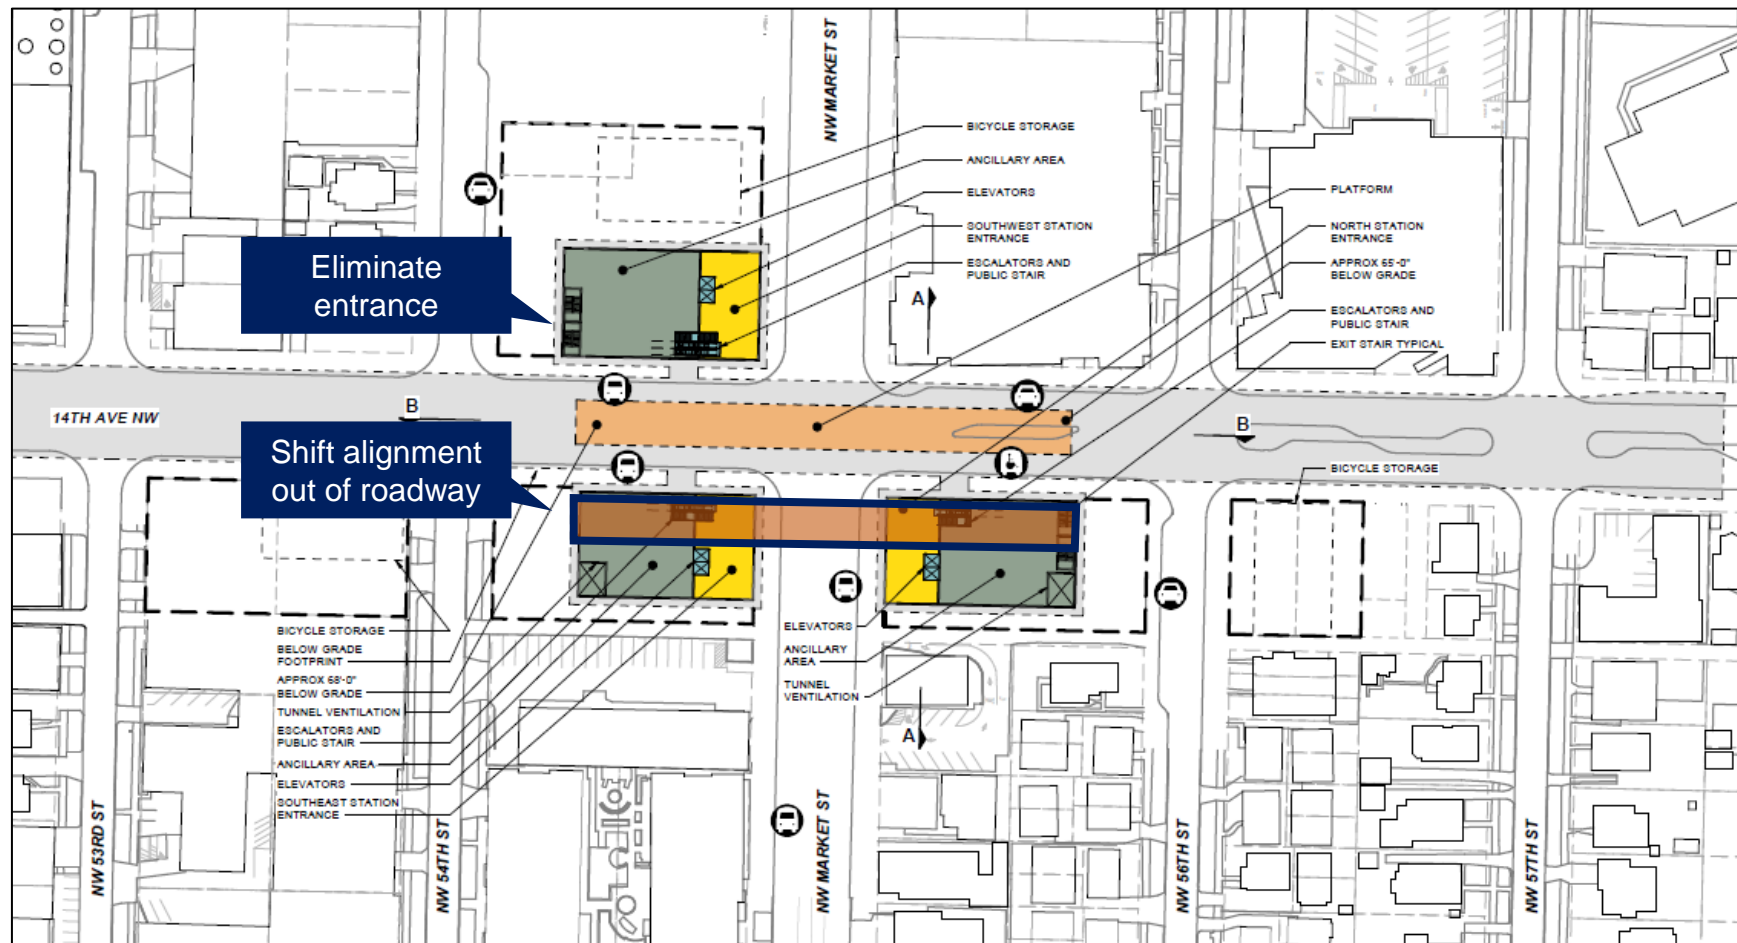 NW MARKET ST
BICYCLE STORAGE
ANCILLARY AREA
ELEVATORS
SOUTHWEST STATION
ENTRANCE
ESCALATORS AND
PUBLIC STAIR
PLATFORM
NORTH STATION
ENTRANCE
APPROX 65'-0"
BELOW GRADE
ESCALATORS AND
PUBLIC STAIR
EXIT STAIR TYPICAL
Eliminate
entrance
A
14TH AVE NW
B
B
Shift alignment
out of roadway
BICYCLE STORAGE
BICYCLE STORAGE
BELOW GRADE
FOOTPRINT
APPROX 68'-0"
BELOW GRADE
TUNNEL VENTILATION
ESCALATORS AND
PUBLIC STAIR
ANCILLARY AREA
ELEVATORS
SOUTHEAST STATION
ENTRANCE
ELEVATORS
ANCILLARY
AREA
TUNNEL
VENTILATION
A
NW 53RD ST
NW 54TH ST
NW MARKET ST
NW 56TH ST
NW 57TH ST